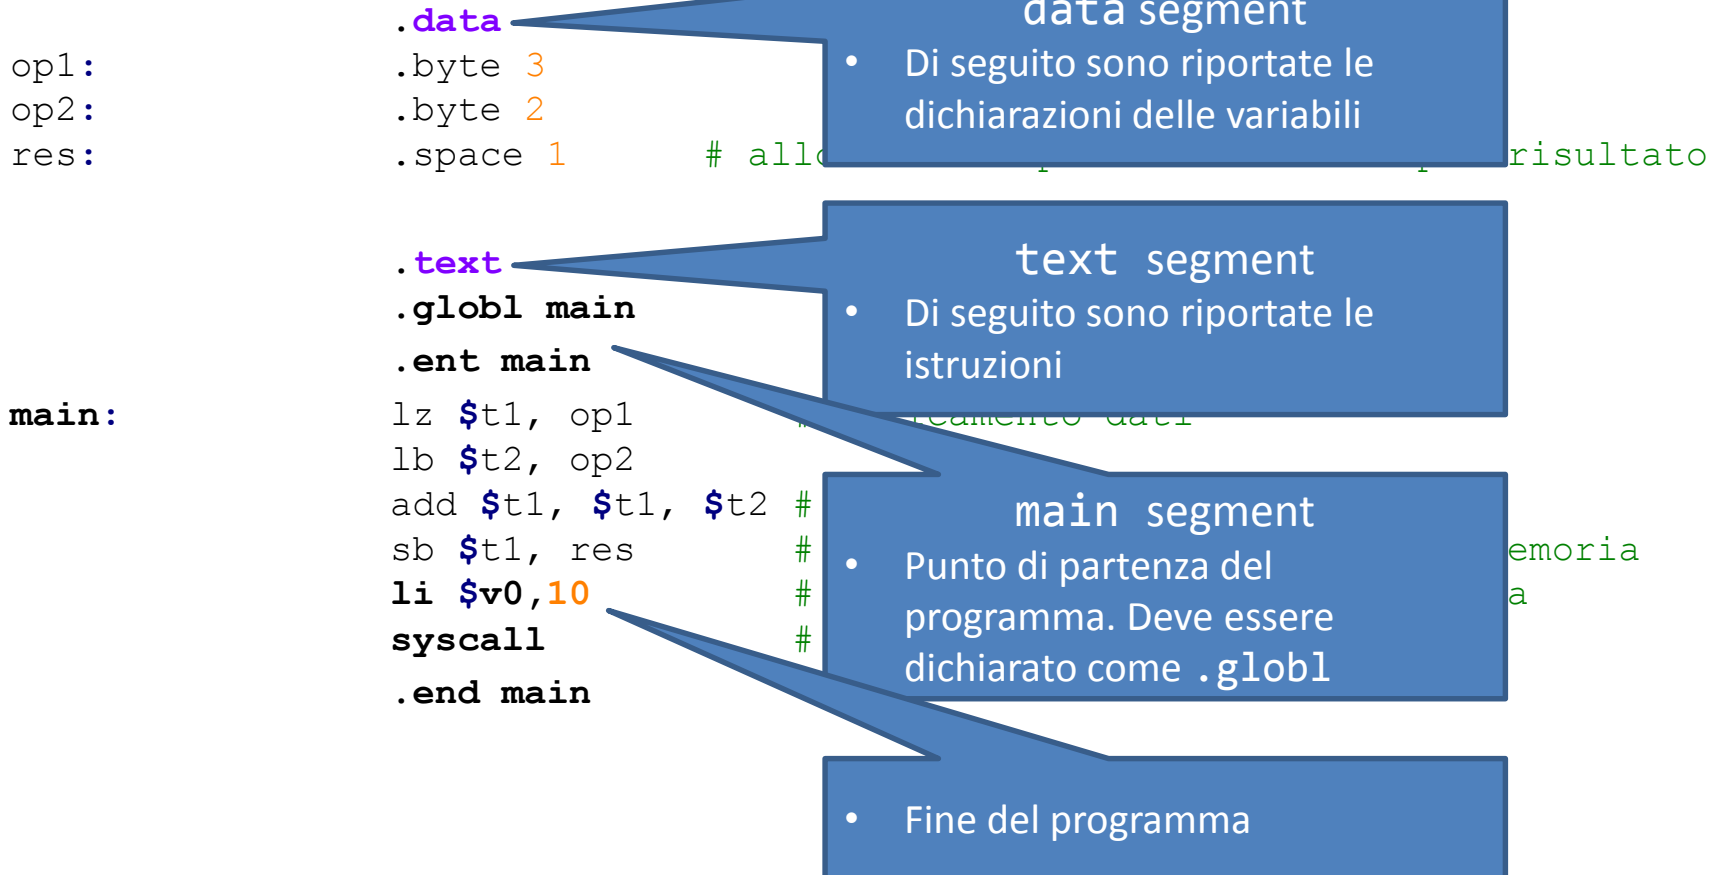 .data
op1: .byte 3
op2: .byte 2
res: .space 1 # risultato
.text
.globl main
.ent main
main: lz $t1, op1 # dati
lb $t2, op2
add $t1, $t1, $t2 #
sb $t1, res #
li $v0,10 #
syscall #
.end main
data segment
• Di seguito sono riportate le
dichiarazioni delle variabili
text segment
• Di seguito sono riportate le
istruzioni
main segment
• Punto di partenza del
programma. Deve essere
dichiarato come .globl
• Fine del programma